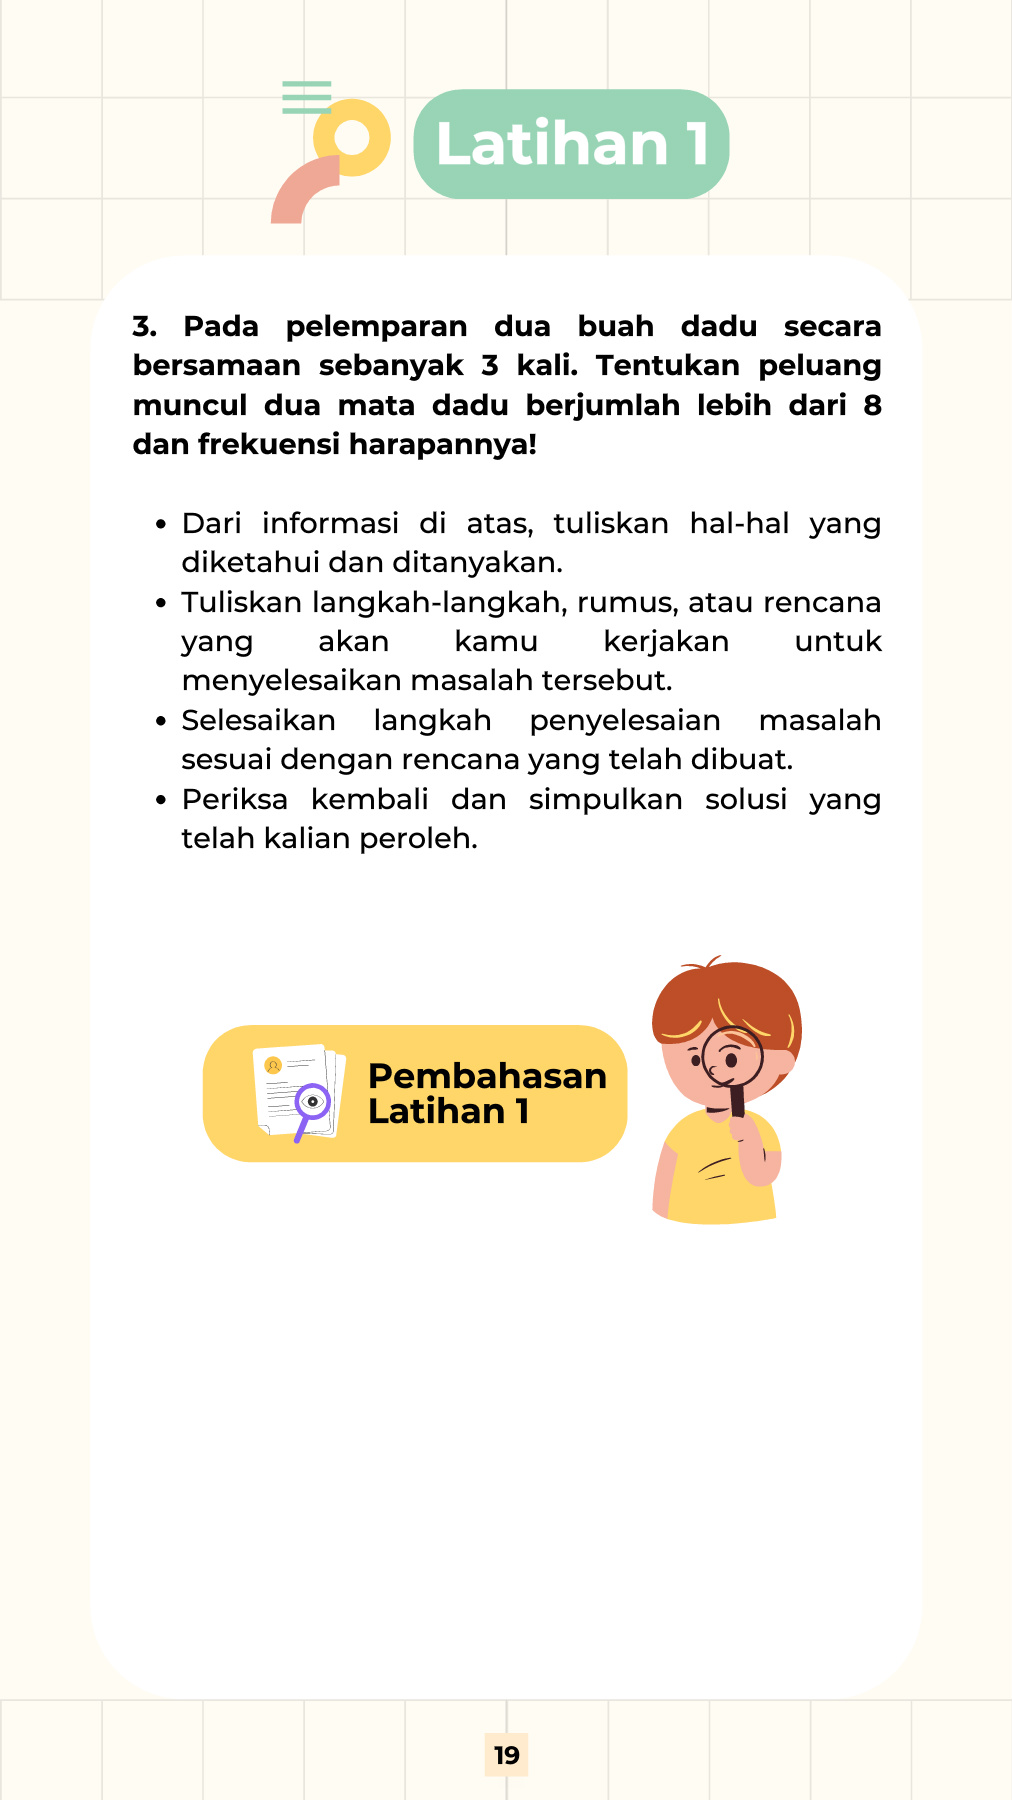 Latihan 1
3. Pada pelemparan dua buah dadu secara
bersamaan sebanyak 3 kali. Tentukan peluang
muncul dua mata dadu berjumlah lebih dari 8
dan frekuensi harapannya!
• Dari informasi di atas, tuliskan hal-hal yang
diketahui dan ditanyakan.
• Tuliskan langkah-langkah, rumus, atau rencana
yang akan kamu kerjakan untuk
menyelesaikan masalah tersebut.
• Selesaikan langkah penyelesaian masalah
sesuai dengan rencana yang telah dibuat.
• Periksa kembali dan simpulkan solusi yang
telah kalian peroleh.
Pembahasan
Latihan 1
19